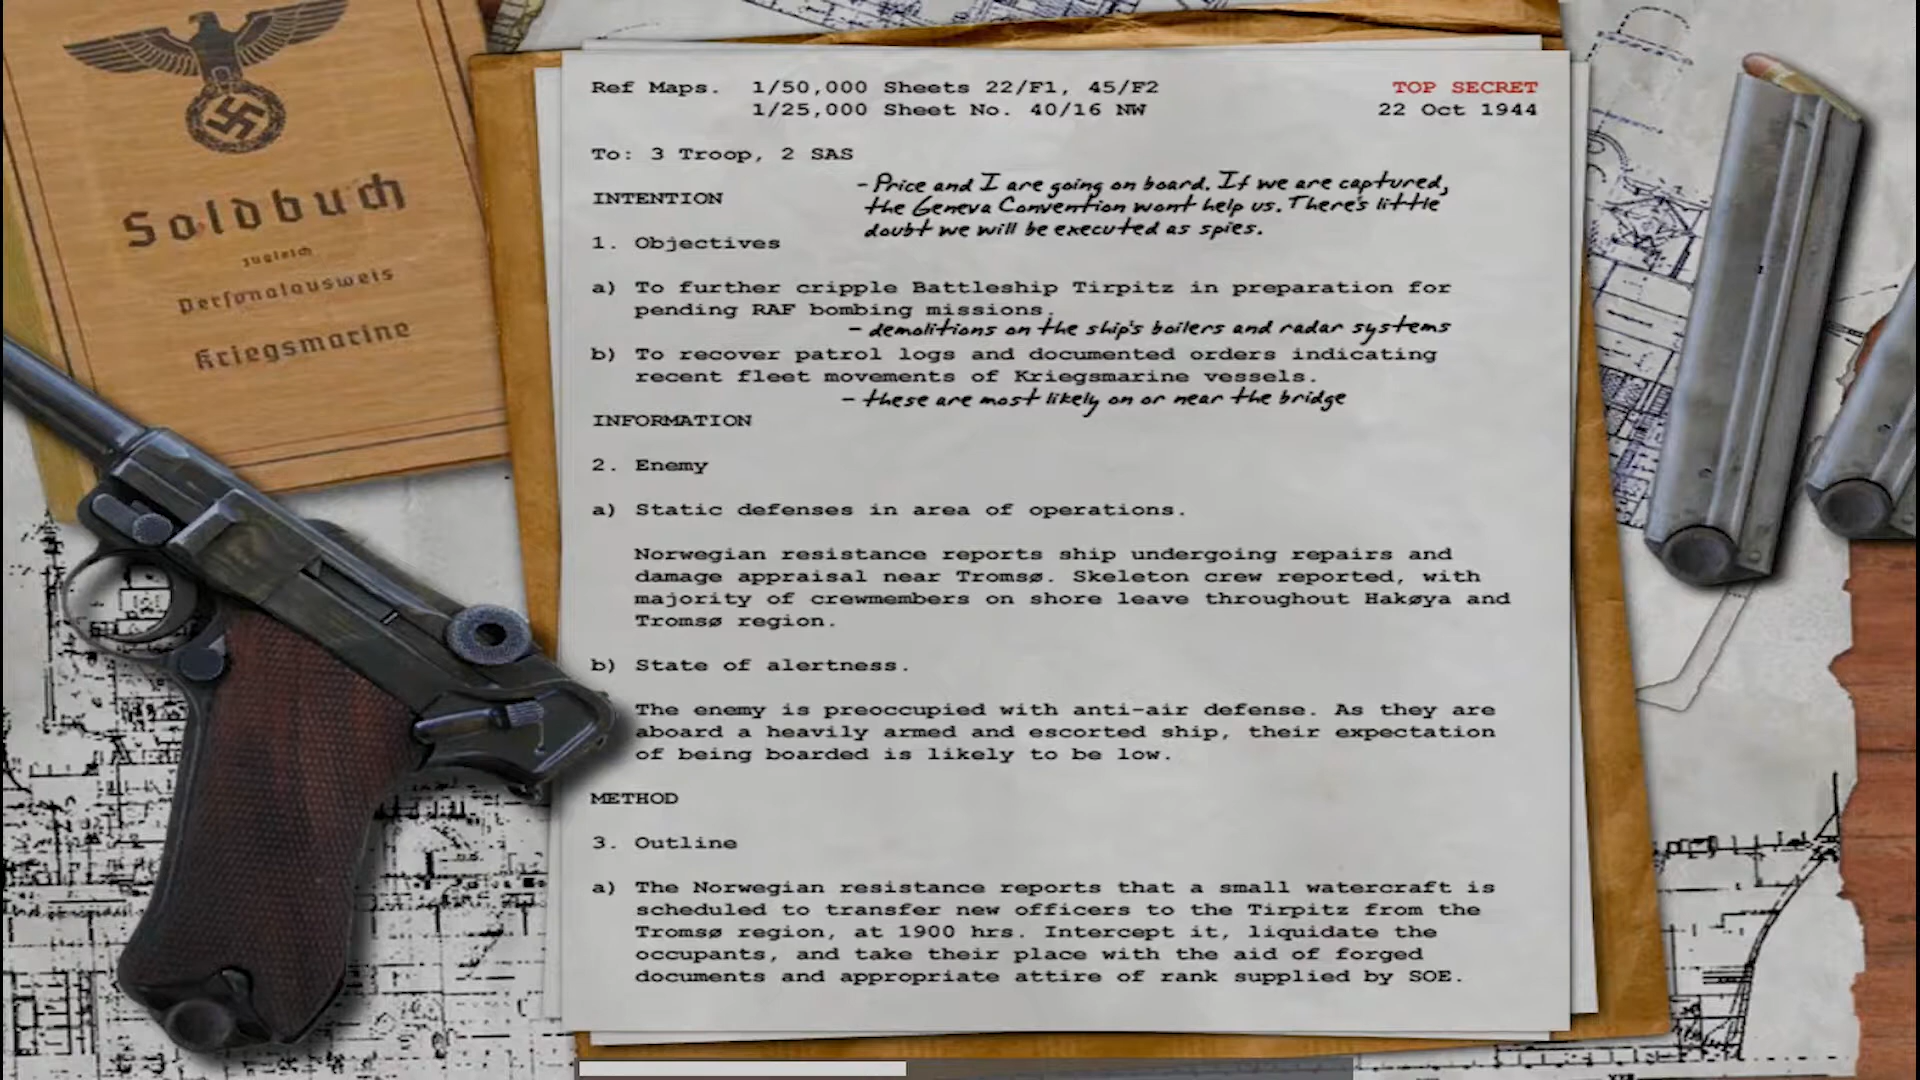 Soldbuch
zugleich
Personalausweis
Kriegsmarine
Ref Maps. 1/50,000 Sheets 22/F1, 45/F2
1/25,000 Sheet No. 40/16 NW
TOP SECRET
22 Oct 1944
To: 3 Troop, 2 SAS
- Price and I are going on board. If we are captured,
the Geneva Convention wont help us. There's little
doubt we will be executed as spies.
INTENTION
1. Objectives
a) To further cripple Battleship Tirpitz in preparation for
pending RAF bombing missions.
- demolitions on the ship's boilers and radar systems
b) To recover patrol logs and documented orders indicating
recent fleet movements of Kriegsmarine vessels.
- these are most likely on or near the bridge
INFORMATION
2. Enemy
a) Static defenses in area of operations.
Norwegian resistance reports ship undergoing repairs and
damage appraisal near Tromsø. Skeleton crew reported, with
majority of crewmembers on shore leave throughout Hakøya and
Tromsø region.
b) State of alertness.
The enemy is preoccupied with anti-air defense. As they are
aboard a heavily armed and escorted ship, their expectation
of being boarded is likely to be low.
METHOD
3. Outline
a) The Norwegian resistance reports that a small watercraft is
scheduled to transfer new officers to the Tirpitz from the
Tromsø region, at 1900 hrs. Intercept it, liquidate the
occupants, and take their place with the aid of forged
documents and appropriate attire of rank supplied by SOE.